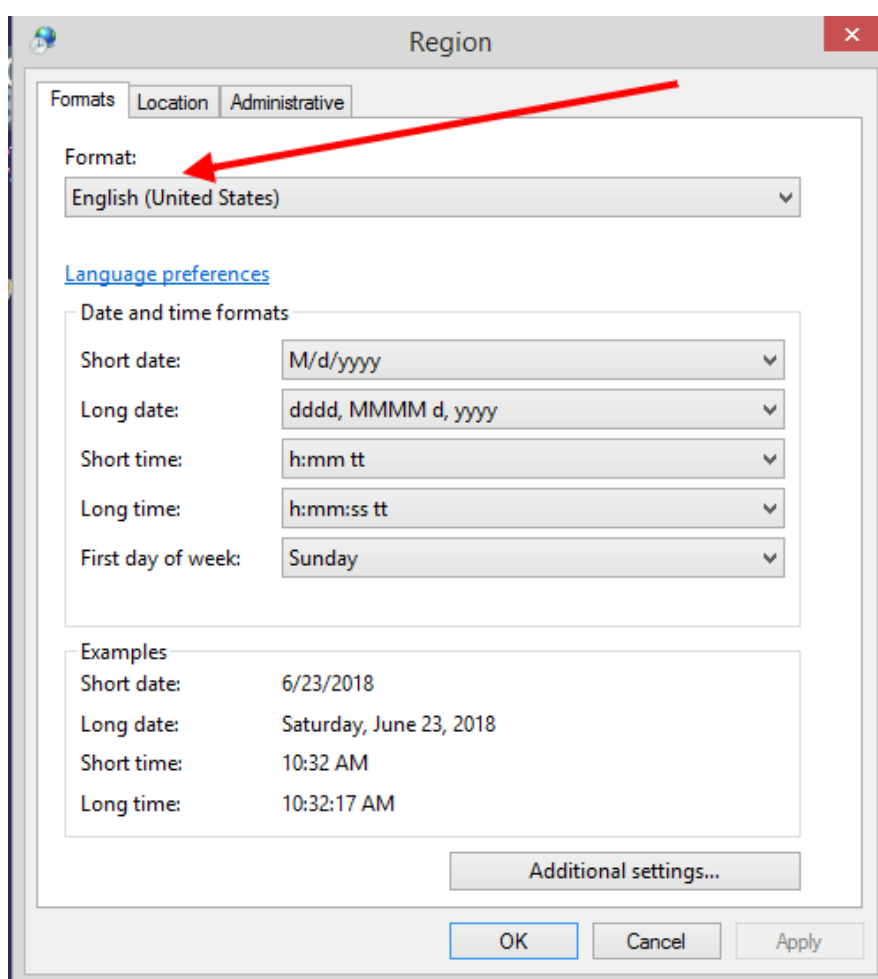 Region
Formats Location Administrative
Format:
English (United States)
Language preferences
Date and time formats
Short date: M/d/yyyy
Long date: dddd, MMMM d, yyyy
Short time: h:mm tt
Long time: h:mm:ss tt
First day of week: Sunday
Examples
Short date: 6/23/2018
Long date: Saturday, June 23, 2018
Short time: 10:32 AM
Long time: 10:32:17 AM
Additional settings...
OK Cancel Apply